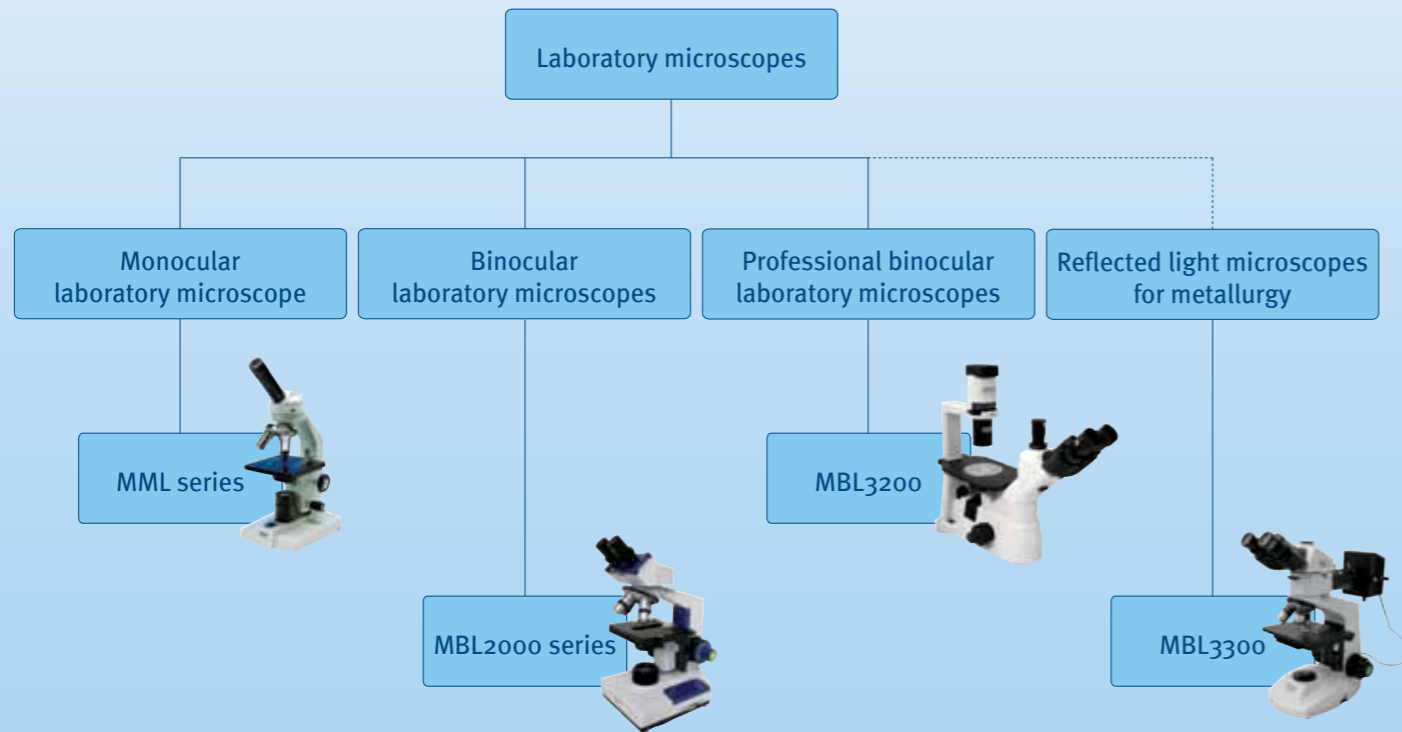 Laboratory microscopes
Monocular
laboratory microscope
Binocular
laboratory microscopes
Professional binocular
laboratory microscopes
Reflected light microscopes
for metallurgy
MML series
MBL3200
MBL2000 series
MBL3300